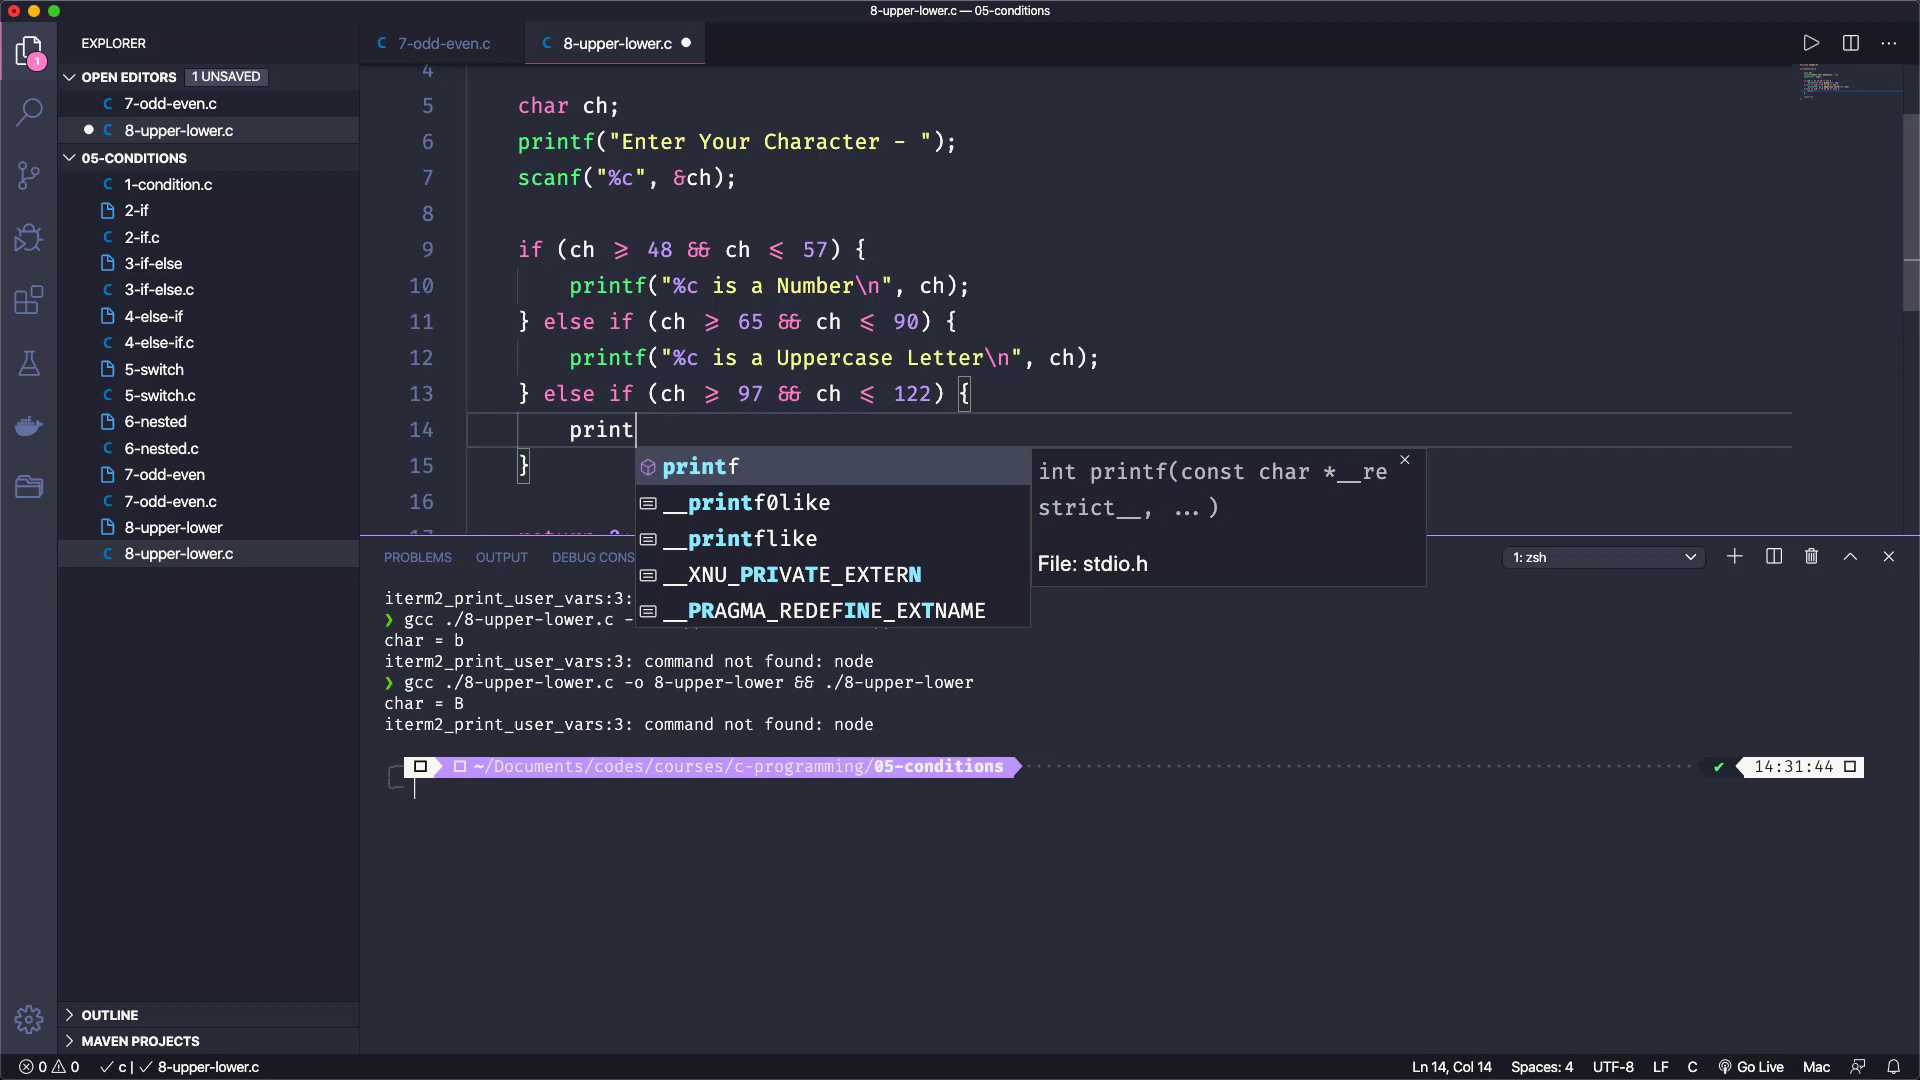 8-upper-lower.c — 05-conditions
EXPLORER
OPEN EDITORS 1 UNSAVED
7-odd-even.c
8-upper-lower.c
05-CONDITIONS
1-condition.c
2-if
2-if.c
3-if-else
3-if-else.c
4-else-if
4-else-if.c
5-switch
5-switch.c
6-nested
6-nested.c
7-odd-even
7-odd-even.c
8-upper-lower
8-upper-lower.c
OUTLINE
MAVEN PROJECTS
1
7-odd-even.c 8-upper-lower.c
4
5 char ch;
6 printf("Enter Your Character - ");
7 scanf("%c", &ch);
8
9 if (ch ⩾ 48 && ch ⩽ 57) {
10 printf("%c is a Number\n", ch);
11 } else if (ch ⩾ 65 && ch ⩽ 90) {
12 printf("%c is a Uppercase Letter\n", ch);
13 } else if (ch ⩾ 97 && ch ⩽ 122) {
14 print
15 }
16
printf
__printf0like
__printflike
__XNU_PRIVATE_EXTERN
__PRAGMA_REDEFINE_EXTNAME
int printf(const char *__re
strict__, ...)
File: stdio.h
PROBLEMS OUTPUT DEBUG CONS
1: zsh
iterm2_print_user_vars:3:
❯ gcc ./8-upper-lower.c -
char = b
iterm2_print_user_vars:3: command not found: node
❯ gcc ./8-upper-lower.c -o 8-upper-lower && ./8-upper-lower
char = B
iterm2_print_user_vars:3: command not found: node
~/Documents/codes/courses/c-programming/05-conditions ✔ 14:31:44
0 0 ✓ c | ✓ 8-upper-lower.c Ln 14, Col 14 Spaces: 4 UTF-8 LF C Go Live Mac